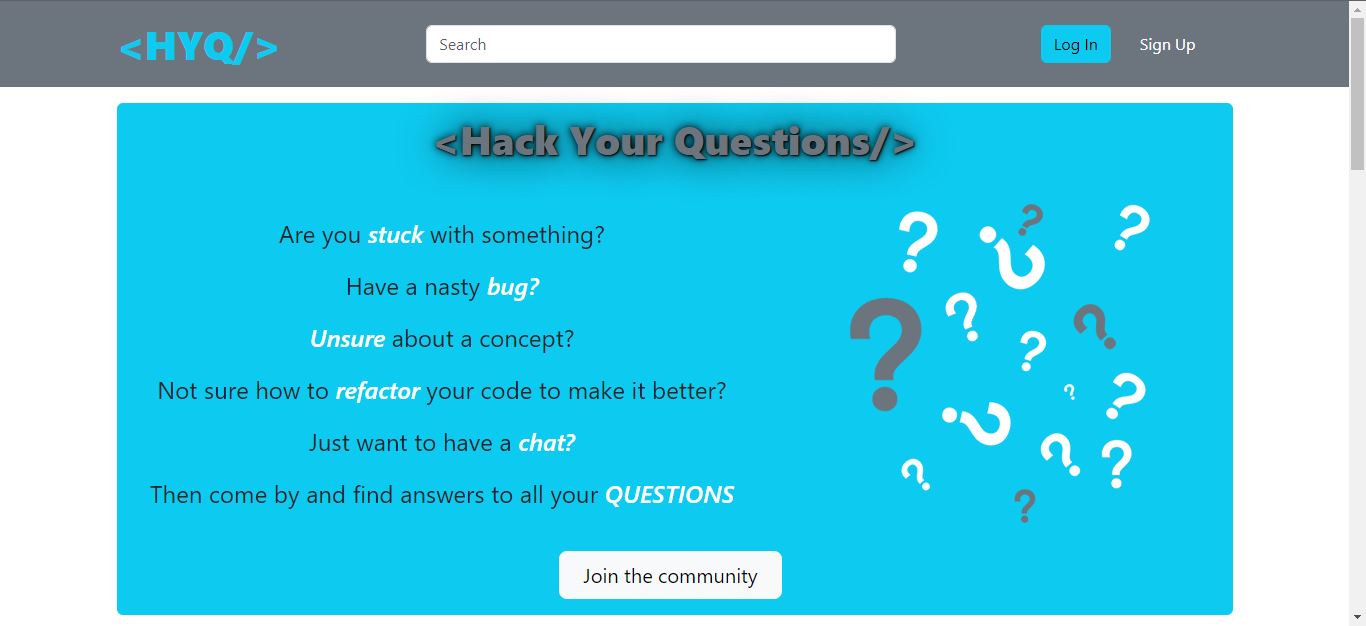 <HYQ/>
Search
Log In
Sign Up
<Hack Your Questions/>
Are you stuck with something?
Have a nasty bug?
Unsure about a concept?
Not sure how to refactor your code to make it better?
Just want to have a chat?
Then come by and find answers to all your QUESTIONS
? ? ? ? ? ? ? ? ? ? ? ? ? ? ? ?
Join the community